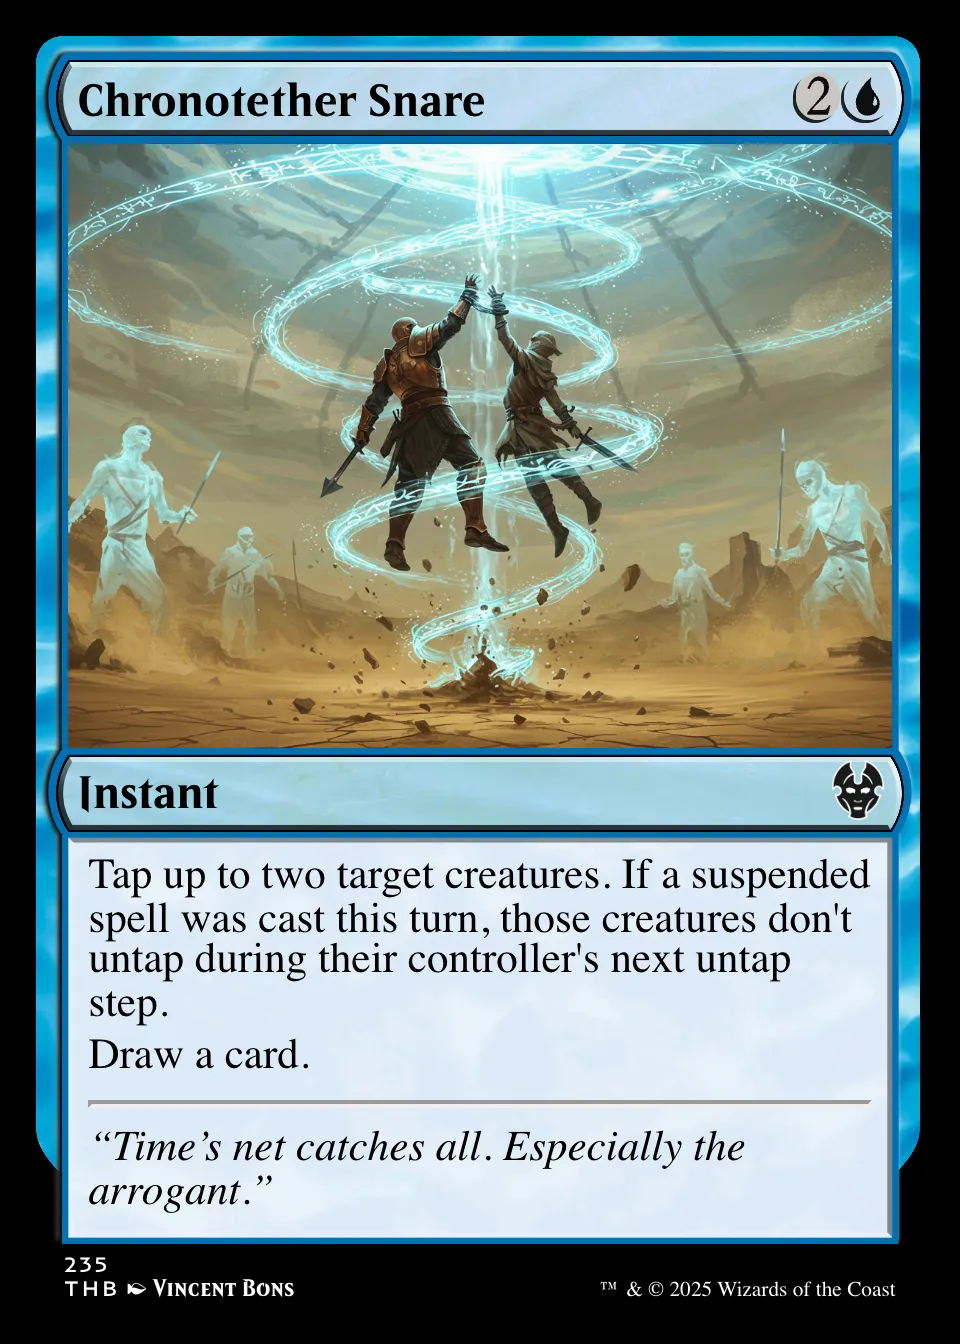 Chronotether Snare 2
Instant
Tap up to two target creatures. If a suspended
spell was cast this turn, those creatures don't
untap during their controller's next untap
step.
Draw a card.
“Time’s net catches all. Especially the
arrogant.”
235
THB VINCENT BONS
™ & © 2025 Wizards of the Coast